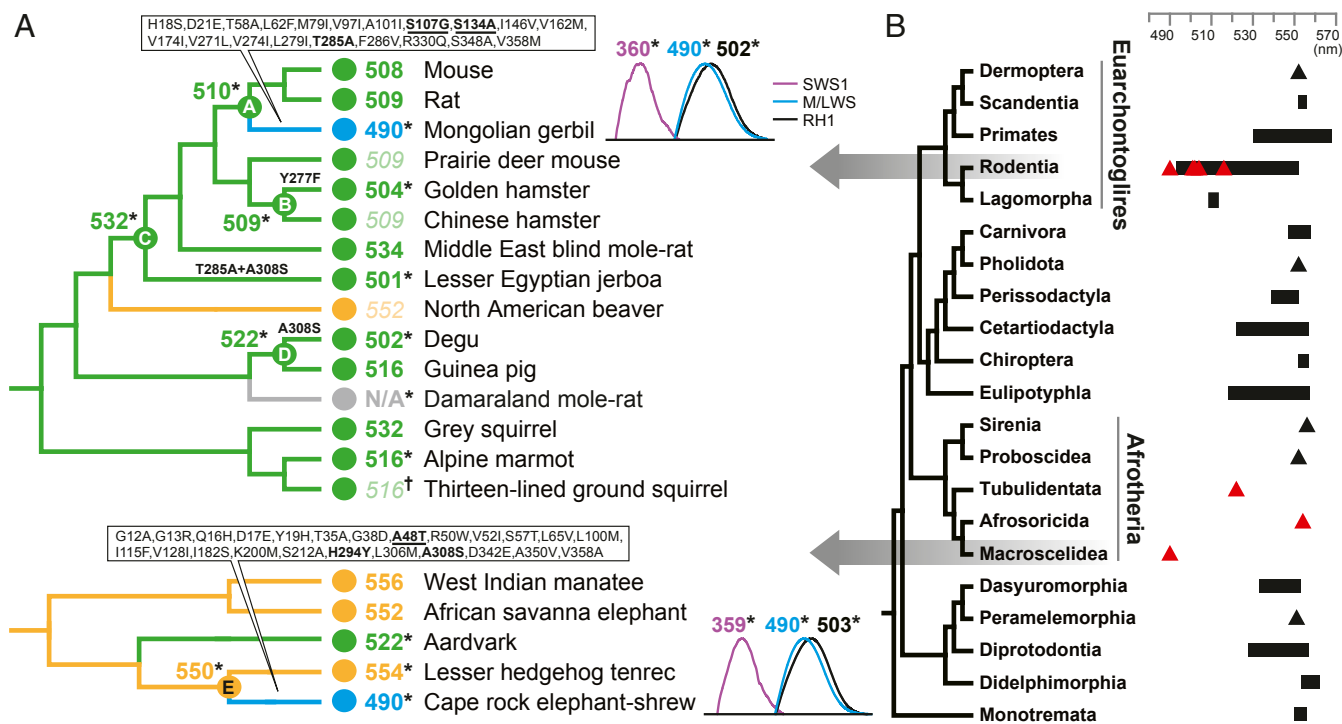 A
H18S,D21E,T58A,L62F,M79I,V97I,A101I,S107G,S134A,I146V,V162M,
V174I,V271L,V274I,L279I,T285A,F286V,R330Q,S348A,V358M
508 Mouse
510*
A
509 Rat
490* Mongolian gerbil
509 Prairie deer mouse
Y277F
504* Golden hamster
B
509*
509 Chinese hamster
532*
C
534 Middle East blind mole-rat
T285A+A308S
501* Lesser Egyptian jerboa
552 North American beaver
A308S
522*
502* Degu
D
516 Guinea pig
N/A* Damaraland mole-rat
532 Grey squirrel
516* Alpine marmot
516† Thirteen-lined ground squirrel
360* 490* 502*
SWS1
M/LWS
RH1
G12A,G13R,Q16H,D17E,Y19H,T35A,G38D,A48T,R50W,V52I,S57T,L65V,L100M,
I115F,V128I,I182S,K200M,S212A,H294Y,L306M,A308S,D342E,A350V,V358A
556 West Indian manatee
552 African savanna elephant
522* Aardvark
550*
E
554* Lesser hedgehog tenrec
490* Cape rock elephant-shrew
359* 490* 503*
B
490 510 530 550 570
(nm)
Dermoptera
Scandentia
Primates
Rodentia
Lagomorpha
Euarchontoglires
Carnivora
Pholidota
Perissodactyla
Cetartiodactyla
Chiroptera
Eulipotyphla
Sirenia
Proboscidea
Tubulidentata
Afrosoricida
Macroscelidea
Afrotheria
Dasyuromorphia
Peramelemorphia
Diprotodontia
Didelphimorphia
Monotremata